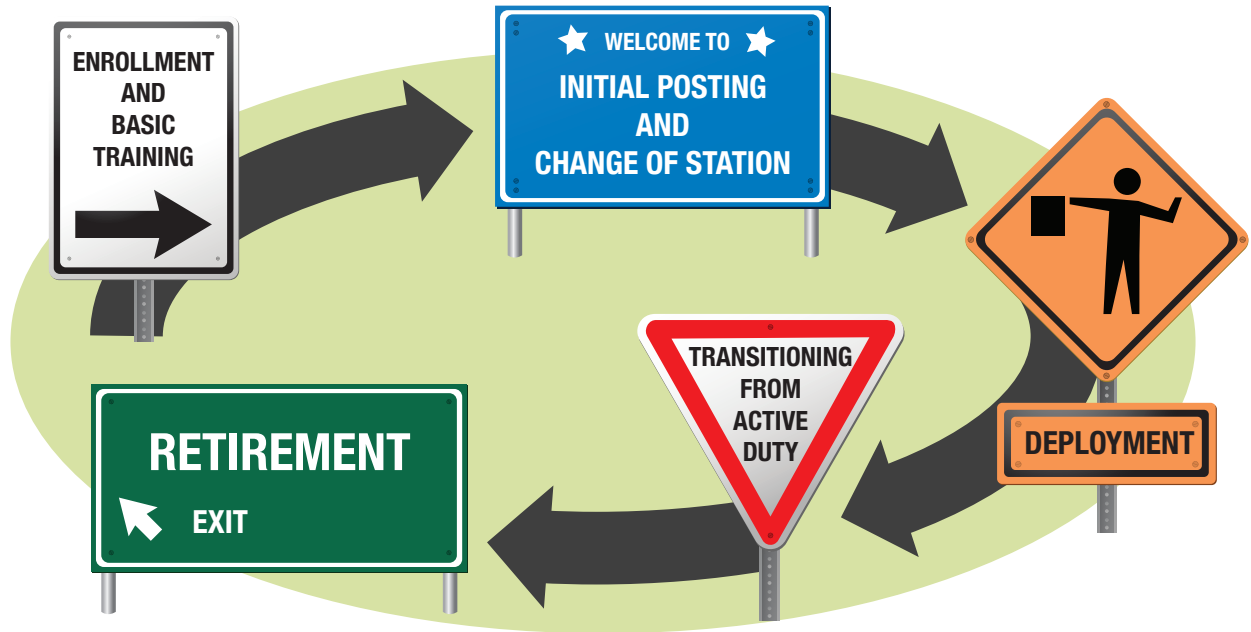 ENROLLMENT
AND
BASIC
TRAINING
WELCOME TO
INITIAL POSTING
AND
CHANGE OF STATION
DEPLOYMENT
TRANSITIONING
FROM
ACTIVE
DUTY
RETIREMENT
EXIT